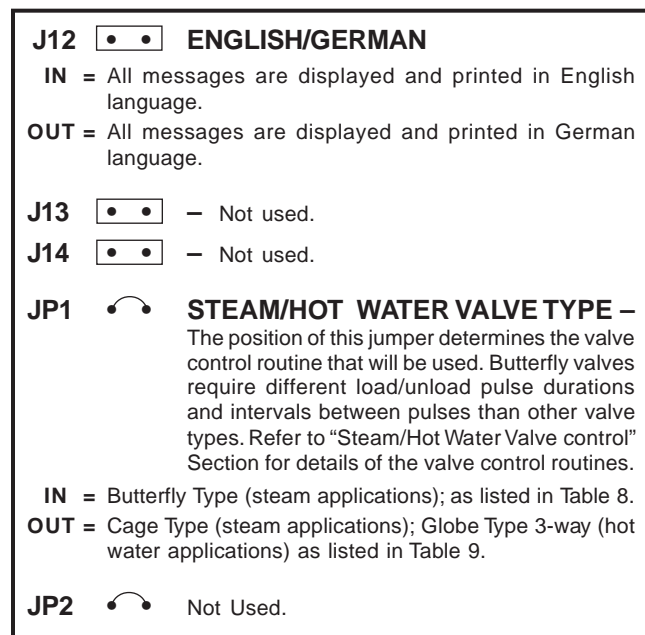 J12 ENGLISH/GERMAN
IN = All messages are displayed and printed in English
language.
OUT = All messages are displayed and printed in German
language.
J13 – Not used.
J14 – Not used.
JP1 STEAM/HOT WATER VALVE TYPE –
The position of this jumper determines the valve
control routine that will be used. Butterfly valves
require different load/unload pulse durations
and intervals between pulses than other valve
types. Refer to “Steam/Hot Water Valve control”
Section for details of the valve control routines.
IN = Butterfly Type (steam applications); as listed in Table 8.
OUT = Cage Type (steam applications); Globe Type 3-way (hot
water applications) as listed in Table 9.
JP2 Not Used.